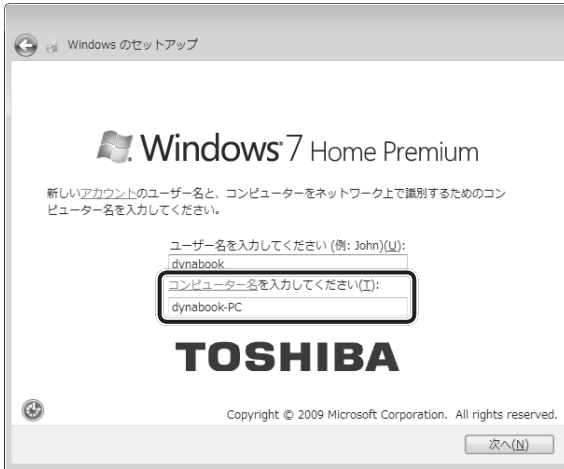 Windows のセットアップ
Windows 7 Home Premium
新しいアカウントのユーザー名と、コンピューターをネットワーク上で識別するためのコン
ピューター名を入力してください。
ユーザー名を入力してください (例: John)(U):
dynabook
コンピューター名を入力してください(T):
dynabook-PC
TOSHIBA
Copyright © 2009 Microsoft Corporation. All rights reserved.
次へ(N)